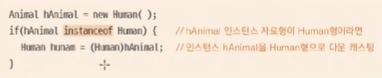 Animal hAnimal = new Human( );
if(hAnimal instanceof Human) { //hAnimal 인스턴스 자료형이 Human형이라면
Human hunam = (Human)hAnimal; //인스턴스 hAnimal을 Human형으로 다운 캐스팅
}